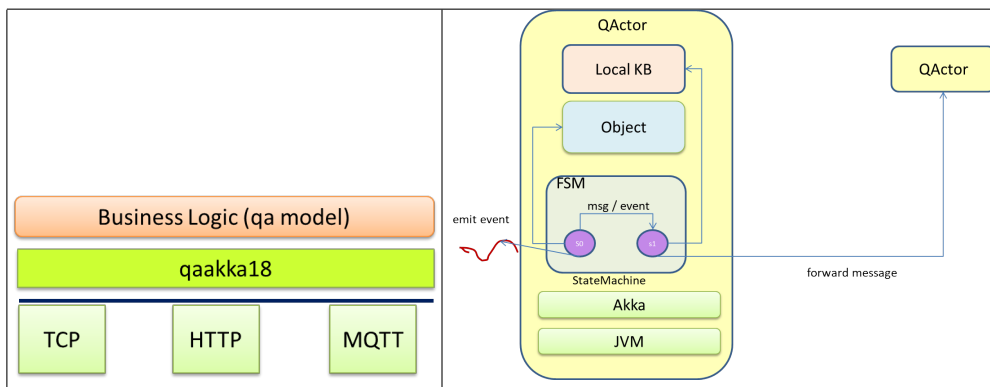 Business Logic (qa model)
qaakka18
TCP
HTTP
MQTT
QActor
Local KB
Object
FSM
msg / event
S0
s1
StateMachine
Akka
JVM
emit event
QActor
forward message